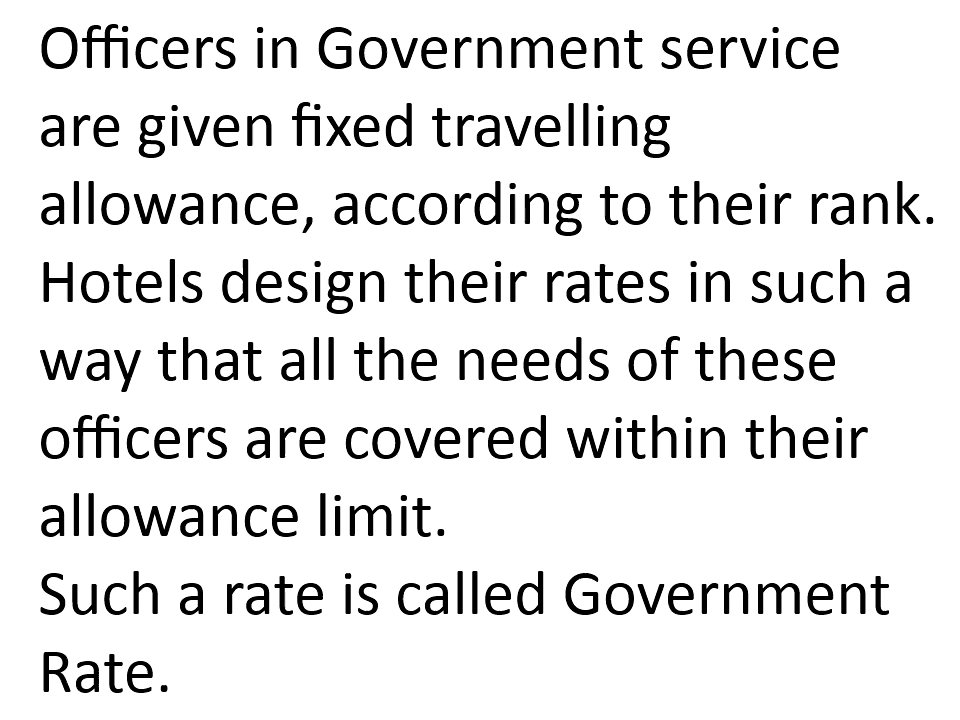 Officers in Government service
are given fixed travelling
allowance, according to their rank.
Hotels design their rates in such a
way that all the needs of these
officers are covered within their
allowance limit.
Such a rate is called Government
Rate.